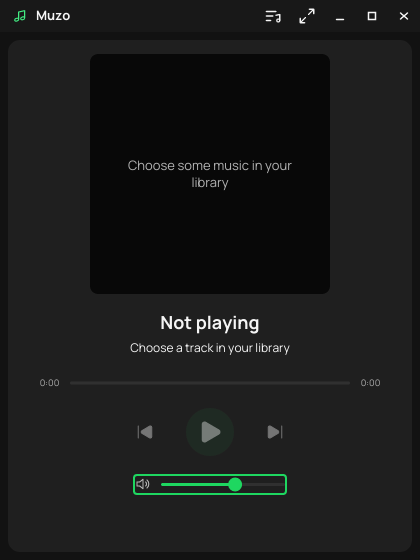 Muzo
Choose some music in your
library
Not playing
Choose a track in your library
0:00
0:00